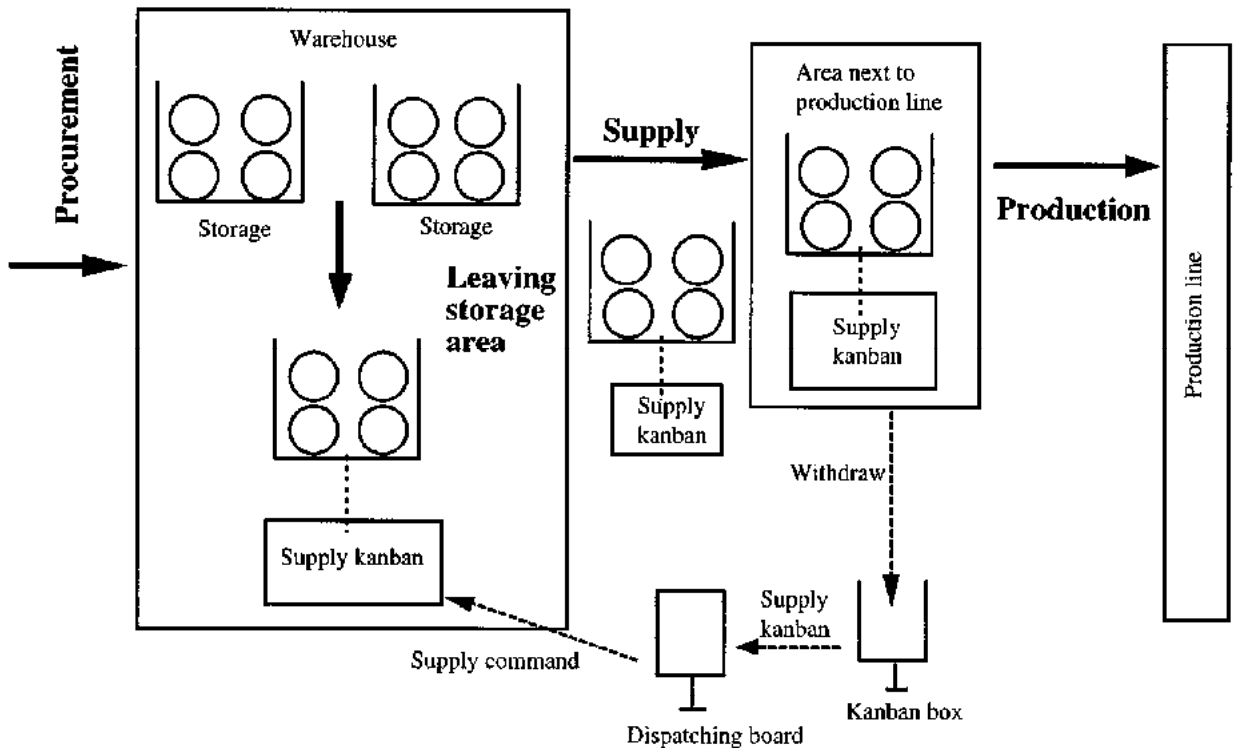 Warehouse
Procurement
Storage
Storage
Leaving
storage
area
Supply kanban
Supply
Supply
kanban
Area next to
production line
Supply
kanban
Production
Production line
Withdraw
Supply
kanban
Supply command
Dispatching board
Kanban box